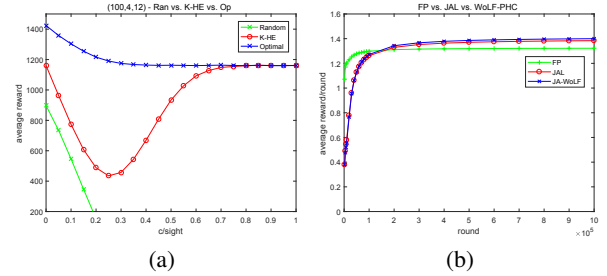 (100,4,12) - Ran vs. K-HE vs. Op
1400
1200
1000
800
600
400
200
average reward
Random
K-HE
Optimal
0 0.1 0.2 0.3 0.4 0.5 0.6 0.7 0.8 0.9 1
c/sight
(a)
FP vs. JAL vs. WoLF-PHC
1.6
1.4
1.2
1
0.8
0.6
0.4
0.2
0
average reward/round
FP
JAL
JA-WoLF
0 1 2 3 4 5 6 7 8 9 10
round
×10⁵
(b)